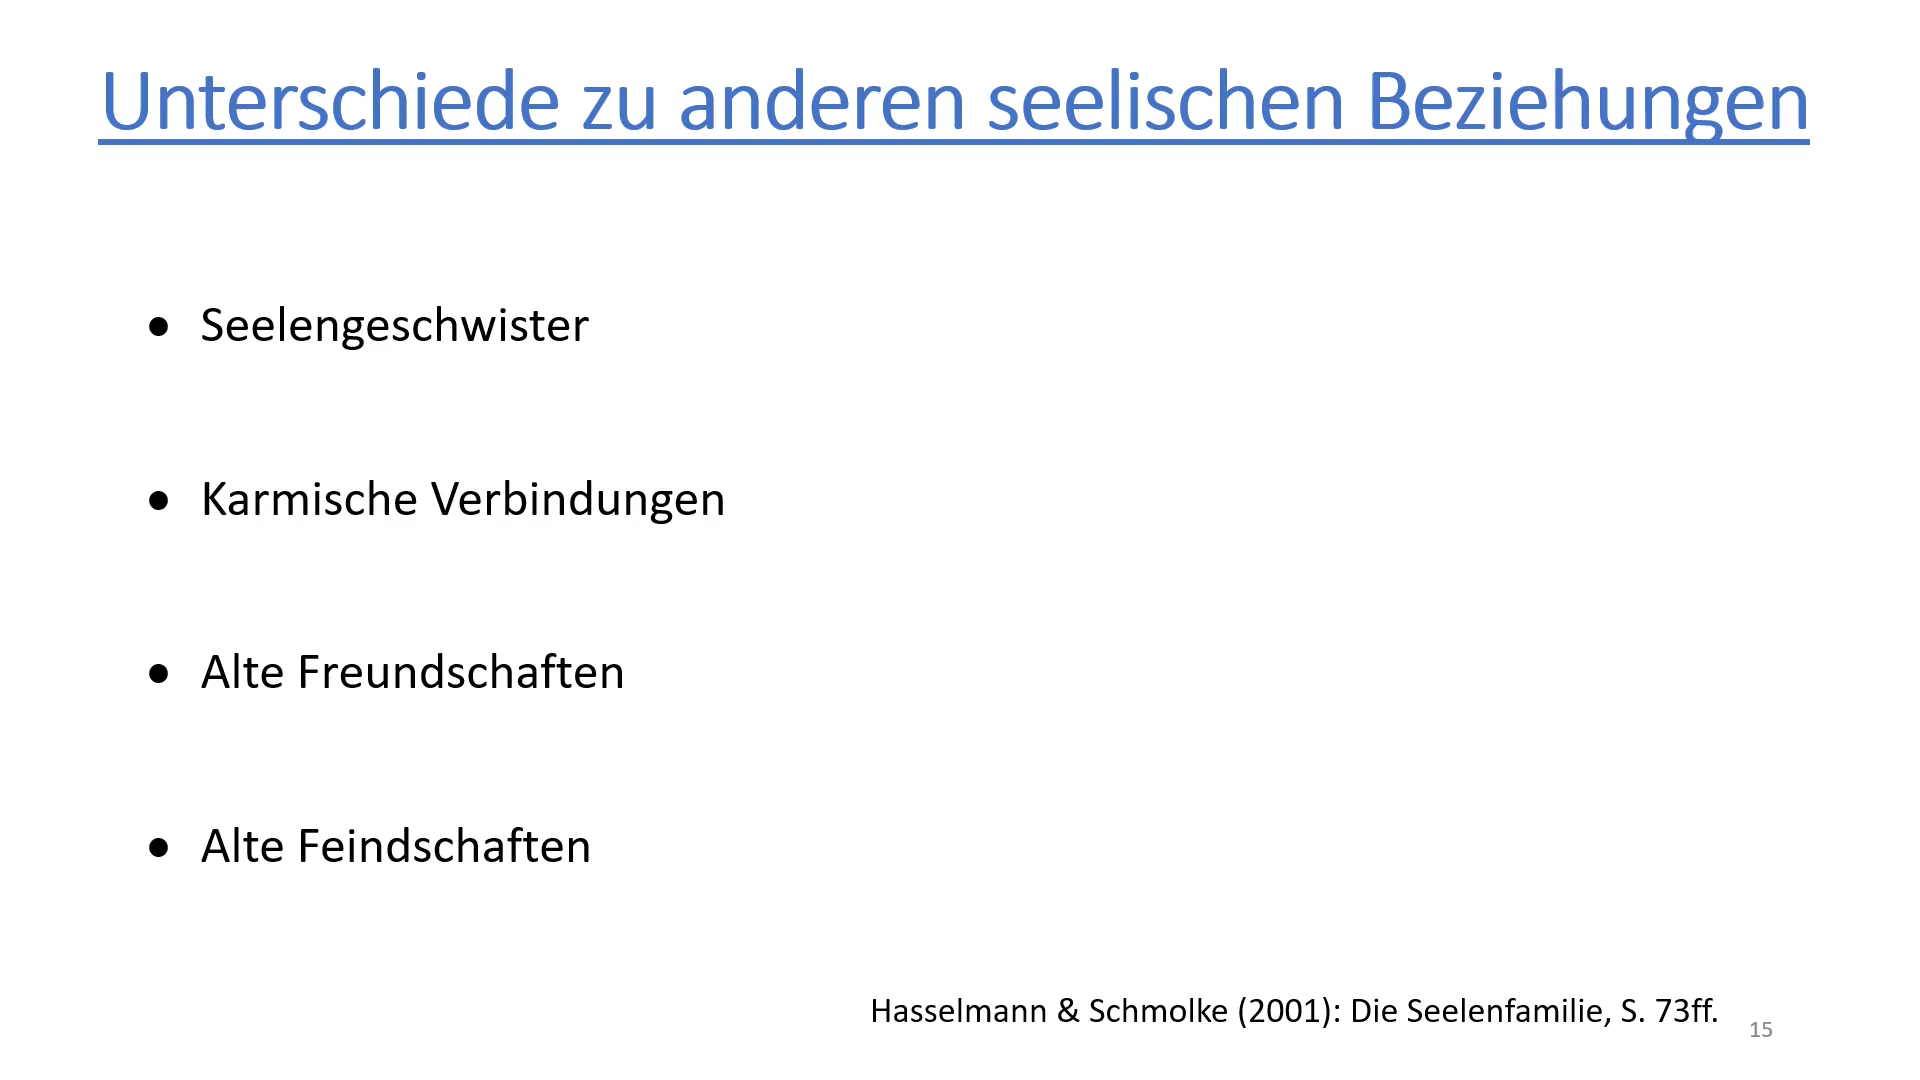 Unterschiede zu anderen seelischen Beziehungen
● Seelengeschwister
● Karmische Verbindungen
● Alte Freundschaften
● Alte Feindschaften
Hasselmann & Schmolke (2001): Die Seelenfamilie, S. 73ff.
15